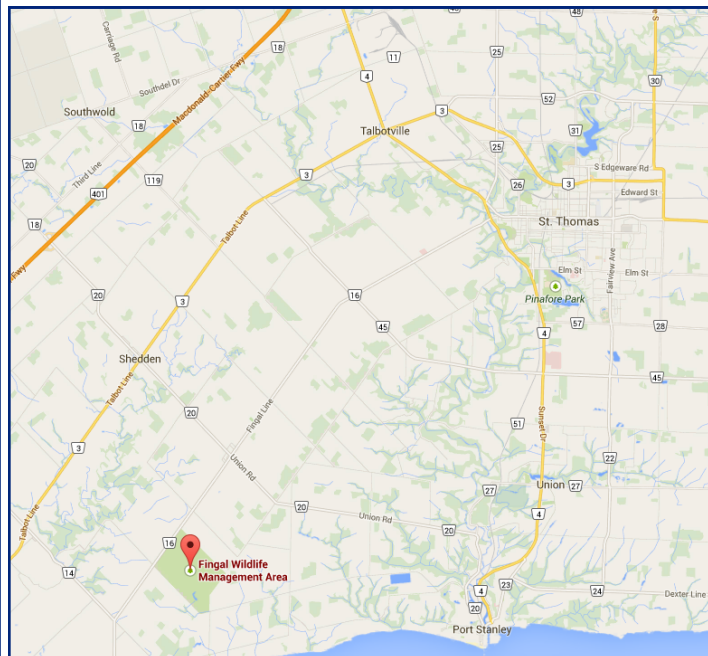 Carriage Rd
48
48
18
25
11
4
30
Southdel Dr
Macdonald-Cartier Fwy
52
Southwold
18
3
Talbotville
31
20
Third Line
25
S Edgeware Rd
3
119
26
3
Edward St
401
18
Talbot Line
St. Thomas
Fwy
Fairview Ave
Elm St
Elm St
20
16
Pinafore Park
3
45
57
28
4
Shedden
Talbot Line
45
20
Fingal Line
51
Sunset Dr
3
22
Union Rd
Union
27
27
20
Talbot Line
Union Rd
20
4
16
Fingal Wildlife
Management Area
14
23
4
24
Dexter Line
20
Port Stanley